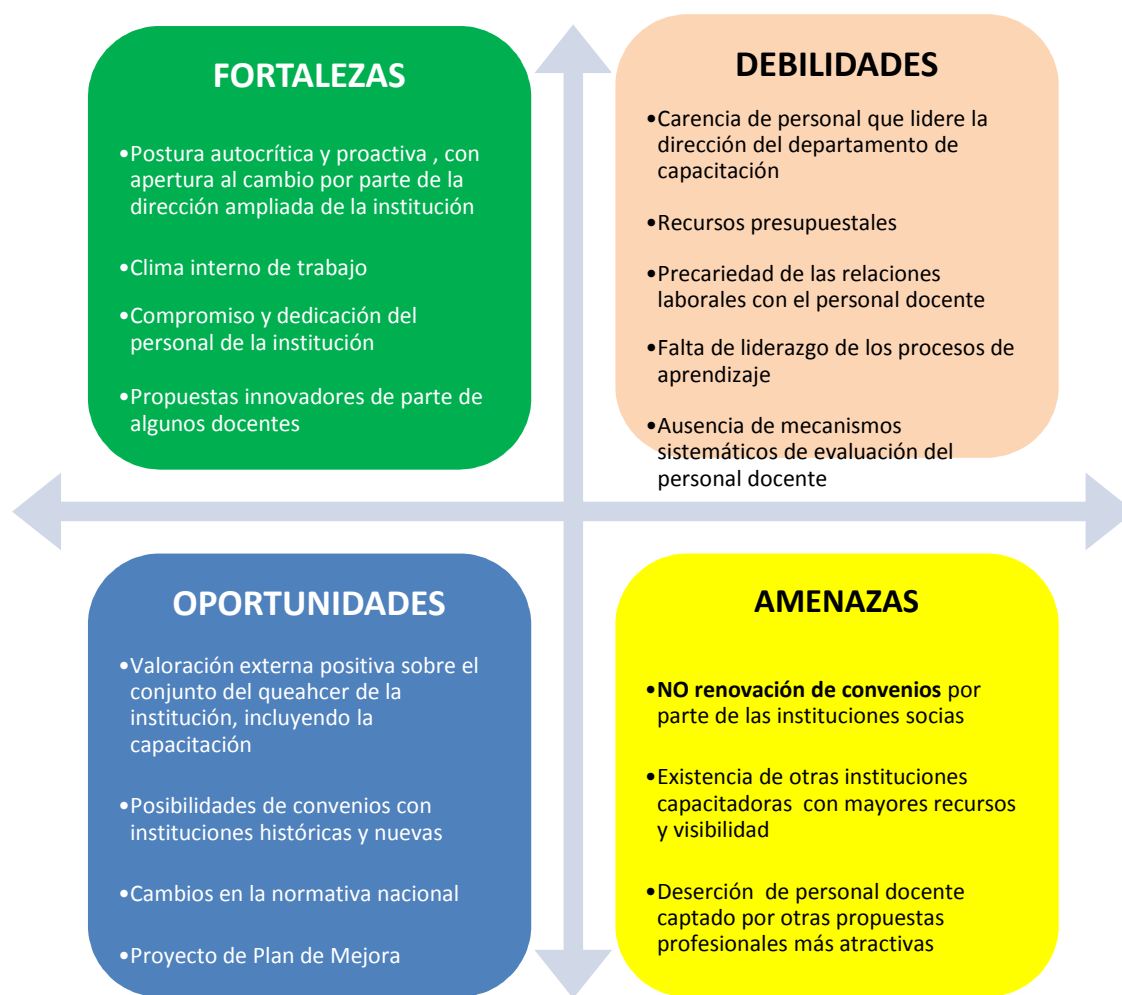 FORTALEZAS
•Postura autocrítica y proactiva , con
apertura al cambio por parte de la
dirección ampliada de la institución
•Clima interno de trabajo
•Compromiso y dedicación del
personal de la institución
•Propuestas innovadores de parte de
algunos docentes
DEBILIDADES
•Carencia de personal que lidere la
dirección del departamento de
capacitación
•Recursos presupuestales
•Precariedad de las relaciones
laborales con el personal docente
•Falta de liderazgo de los procesos de
aprendizaje
•Ausencia de mecanismos
sistemáticos de evaluación del
personal docente
OPORTUNIDADES
•Valoración externa positiva sobre el
conjunto del queahcer de la
institución, incluyendo la
capacitación
•Posibilidades de convenios con
instituciones históricas y nuevas
•Cambios en la normativa nacional
•Proyecto de Plan de Mejora
AMENAZAS
•NO renovación de convenios por
parte de las instituciones socias
•Existencia de otras instituciones
capacitadoras  con mayores recursos
y visibilidad
•Deserción  de personal docente
captado por otras propuestas
profesionales más atractivas